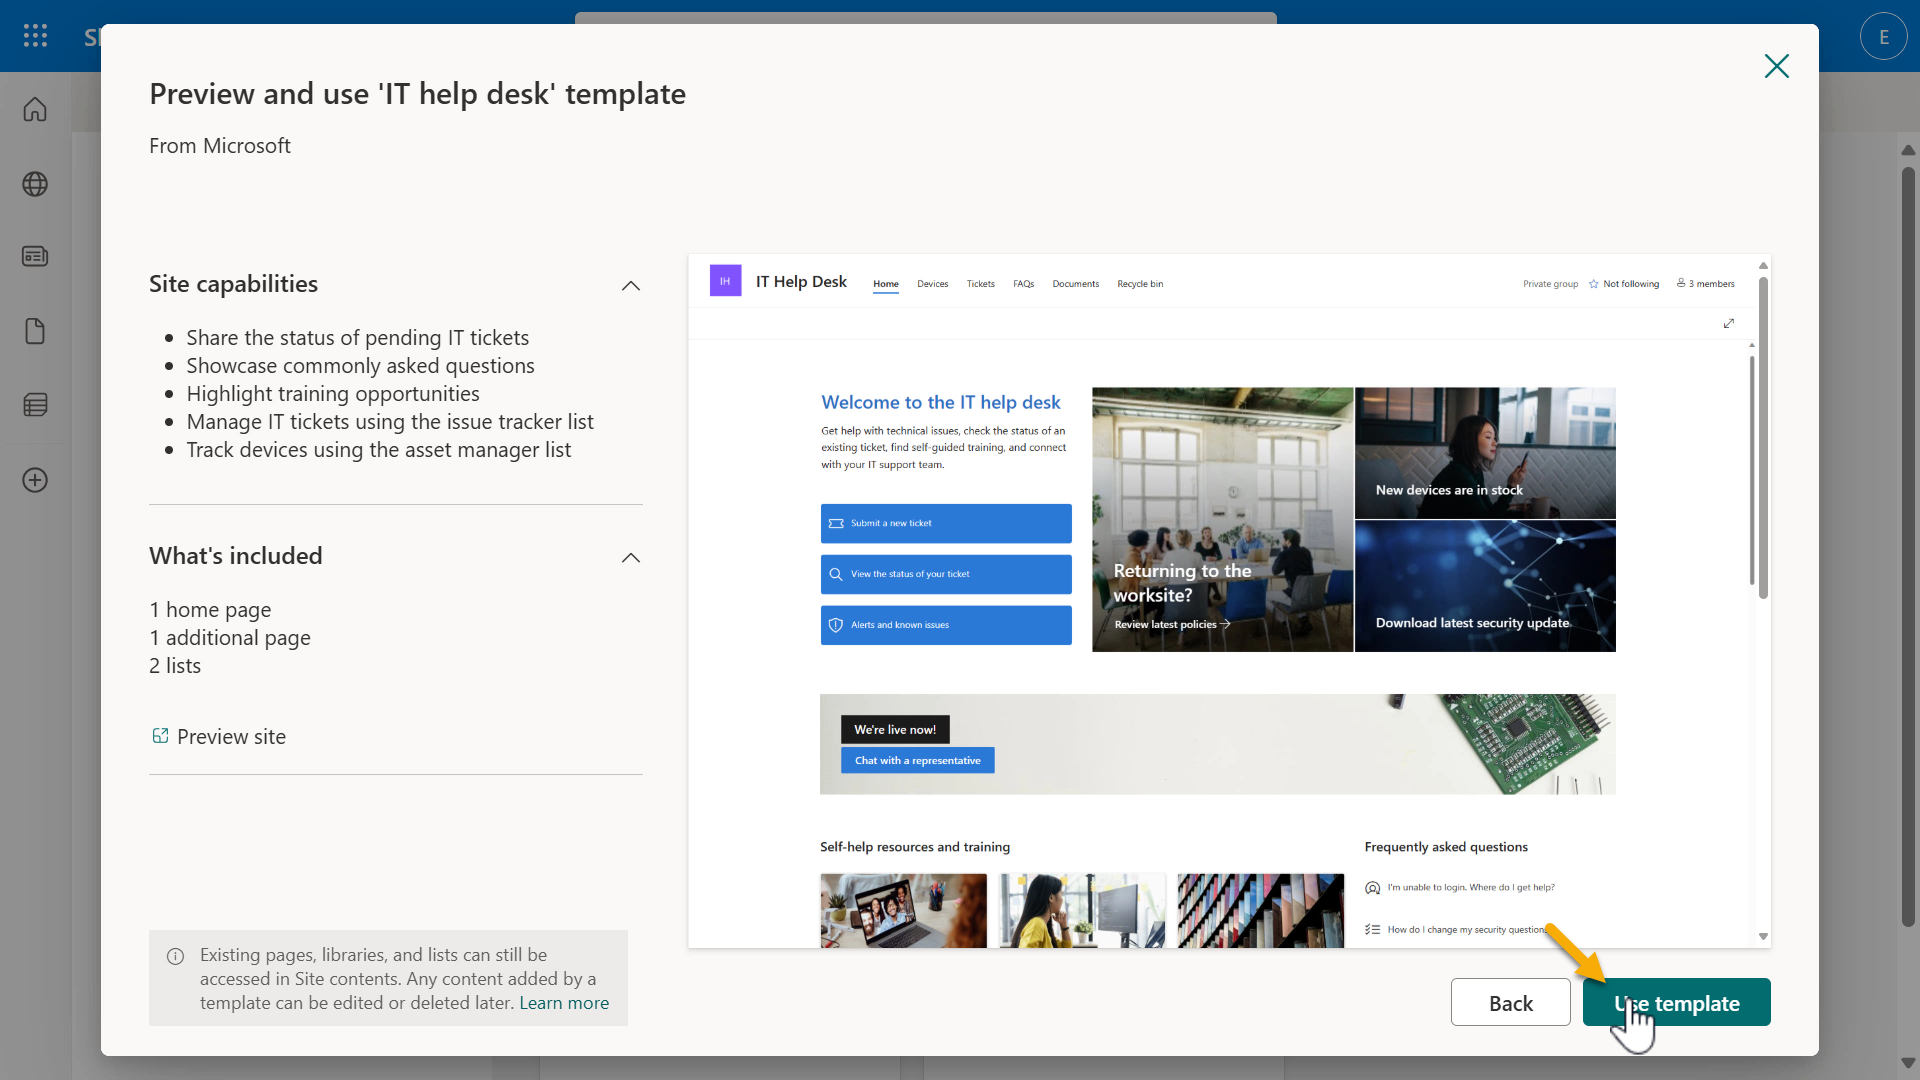 E
Preview and use 'IT help desk' template
From Microsoft
Site capabilities
Share the status of pending IT tickets
Showcase commonly asked questions
Highlight training opportunities
Manage IT tickets using the issue tracker list
Track devices using the asset manager list
What's included
1 home page
1 additional page
2 lists
Preview site
Existing pages, libraries, and lists can still be
accessed in Site contents. Any content added by a
template can be edited or deleted later. Learn more
IH
IT Help Desk
Home Devices Tickets FAQs Documents Recycle bin
Private group Not following 3 members
Welcome to the IT help desk
Get help with technical issues, check the status of an
existing ticket, find self-guided training, and connect
with your IT support team.
Submit a new ticket
View the status of your ticket
Alerts and known issues
Returning to the
worksite?
Review latest policies
New devices are in stock
Download latest security update
We're live now!
Chat with a representative
Self-help resources and training
Frequently asked questions
I'm unable to login. Where do I get help?
How do I change my security question
Back
Use template